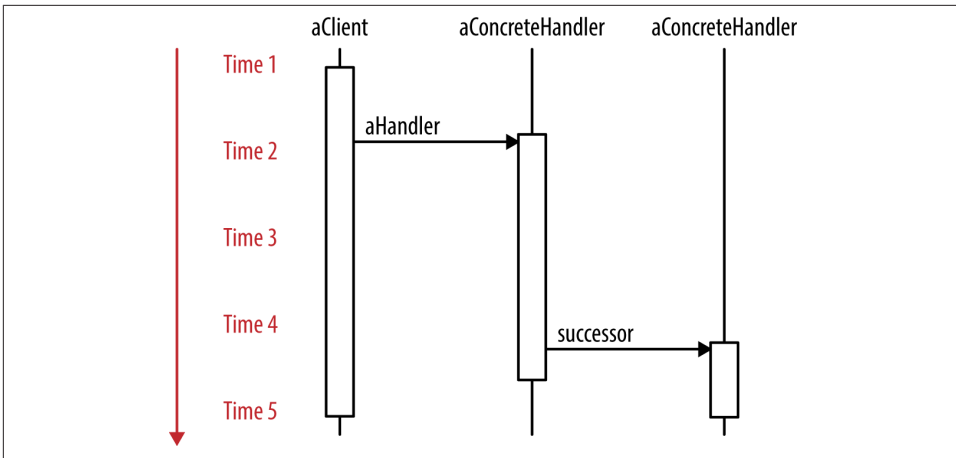 aClient
aConcreteHandler
aConcreteHandler
Time 1
aHandler
Time 2
Time 3
Time 4
successor
Time 5